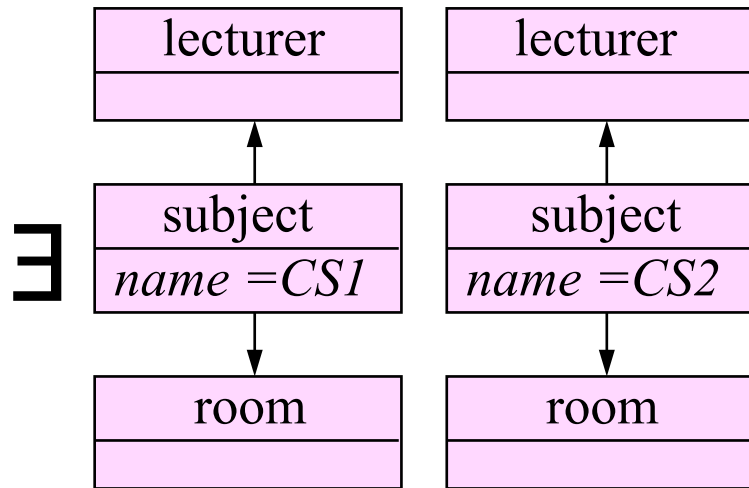 lecturer lecturer
∃ subject subject
name =CS1 name =CS2
room room